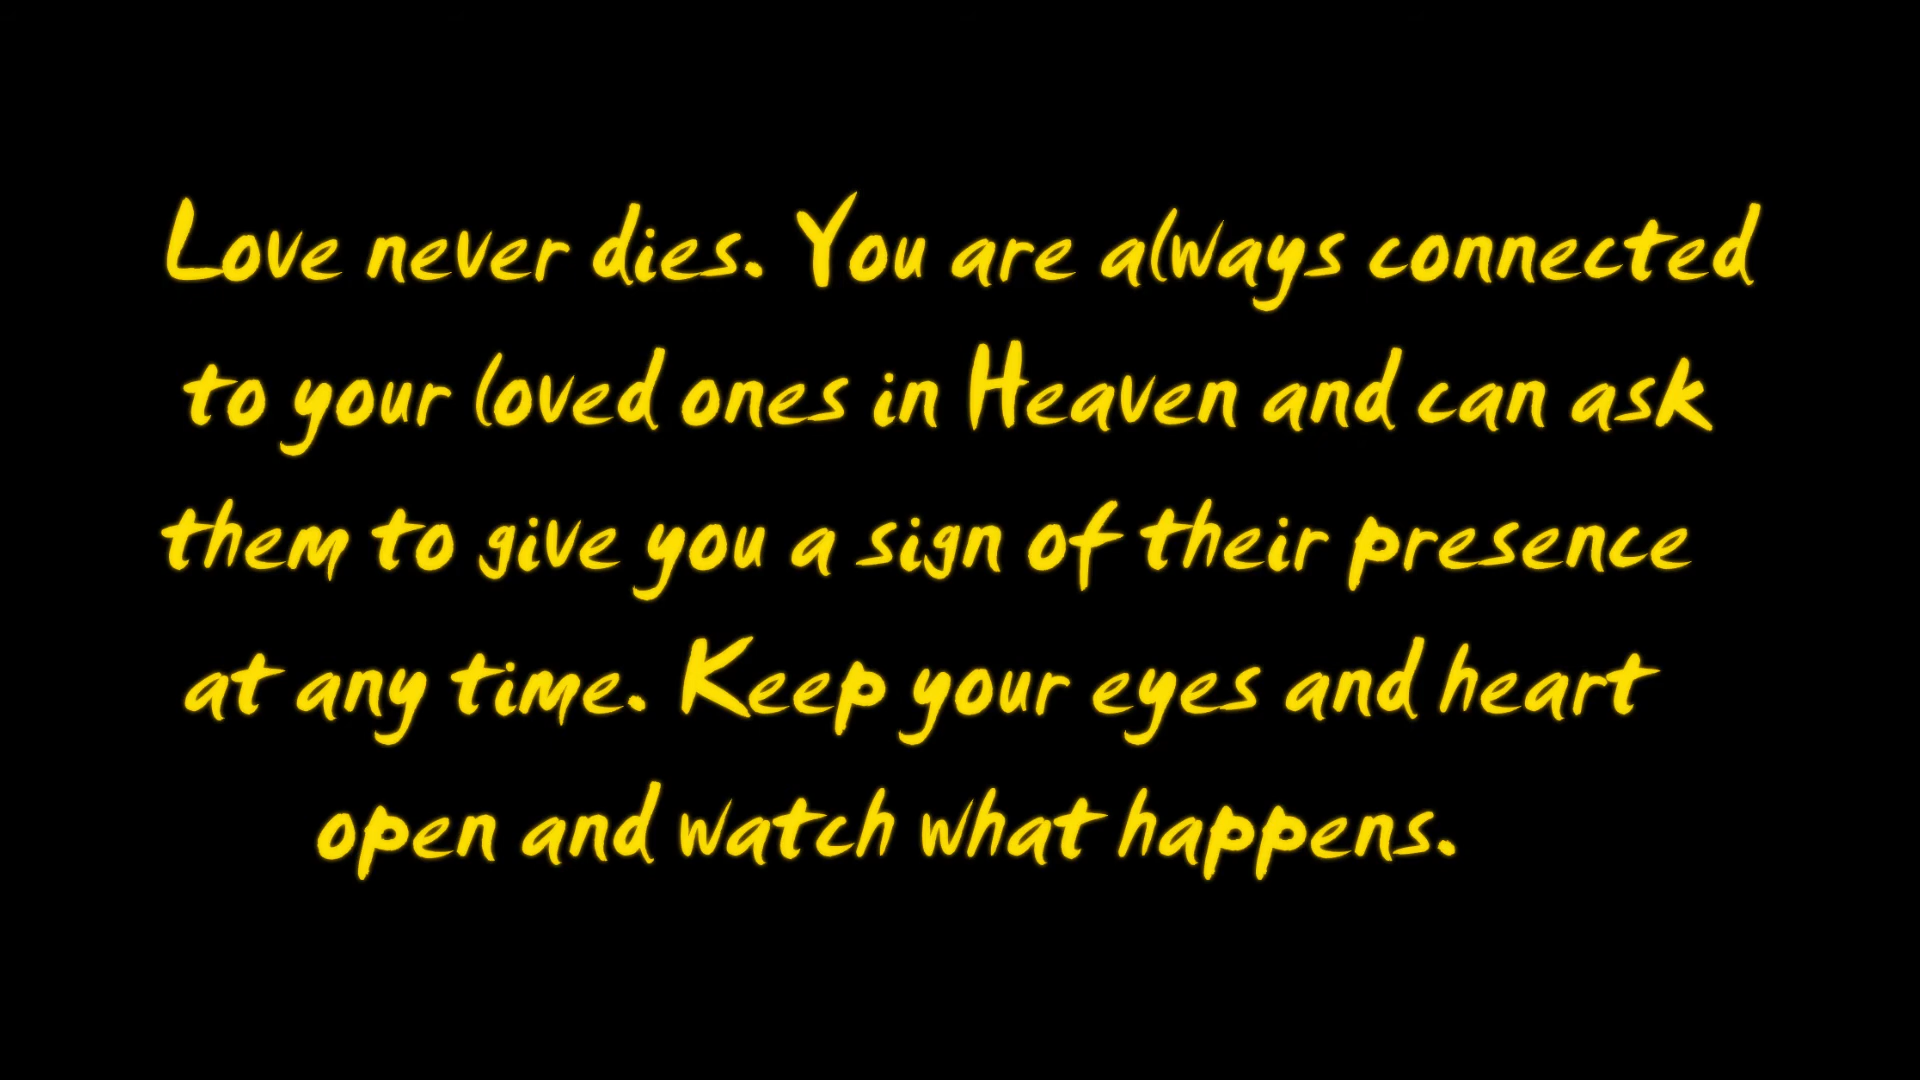 Love never dies. You are always connected
to your loved ones in Heaven and can ask
them to give you a sign of their presence
at any time. Keep your eyes and heart
open and watch what happens.